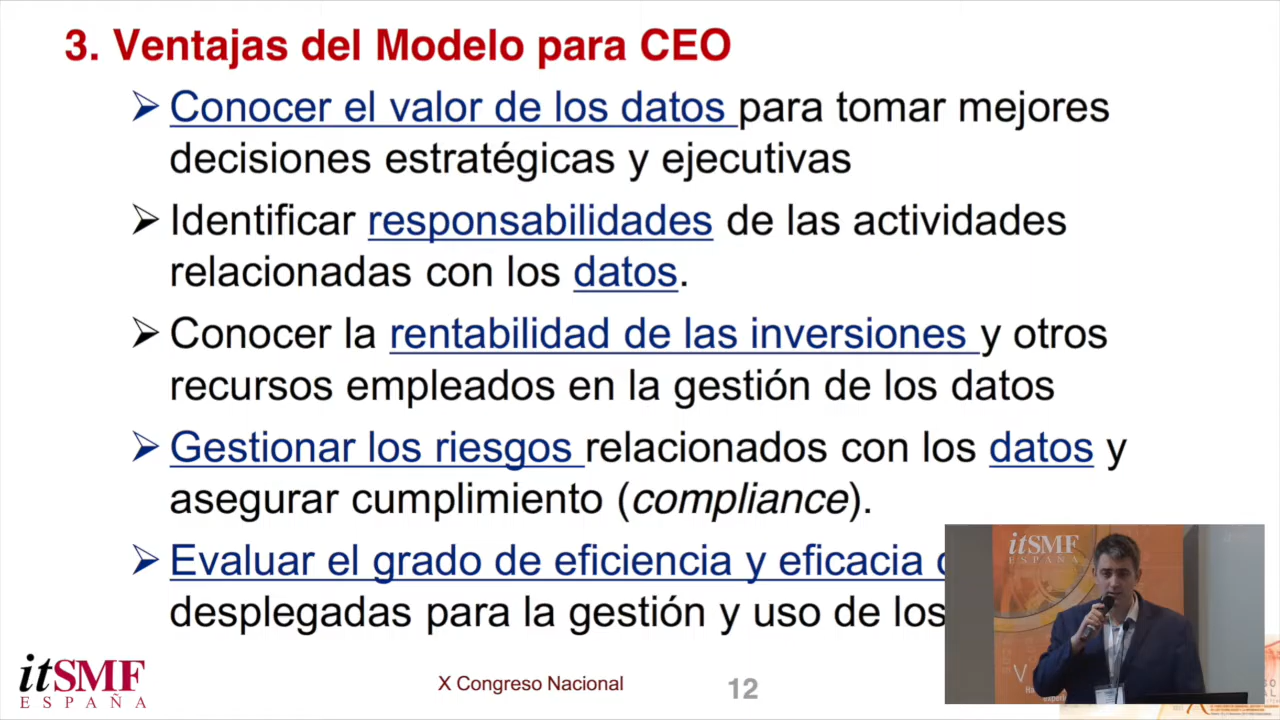 3. Ventajas del Modelo para CEO
➢ Conocer el valor de los datos para tomar mejores
decisiones estratégicas y ejecutivas
➢ Identificar responsabilidades de las actividades
relacionadas con los datos.
➢ Conocer la rentabilidad de las inversiones y otros
recursos empleados en la gestión de los datos
➢ Gestionar los riesgos relacionados con los datos y
asegurar cumplimiento (compliance).
➢ Evaluar el grado de eficiencia y eficacia
desplegadas para la gestión y uso de los
itSMF
ESPAÑA
X Congreso Nacional
12
itSMF
ESPAÑA